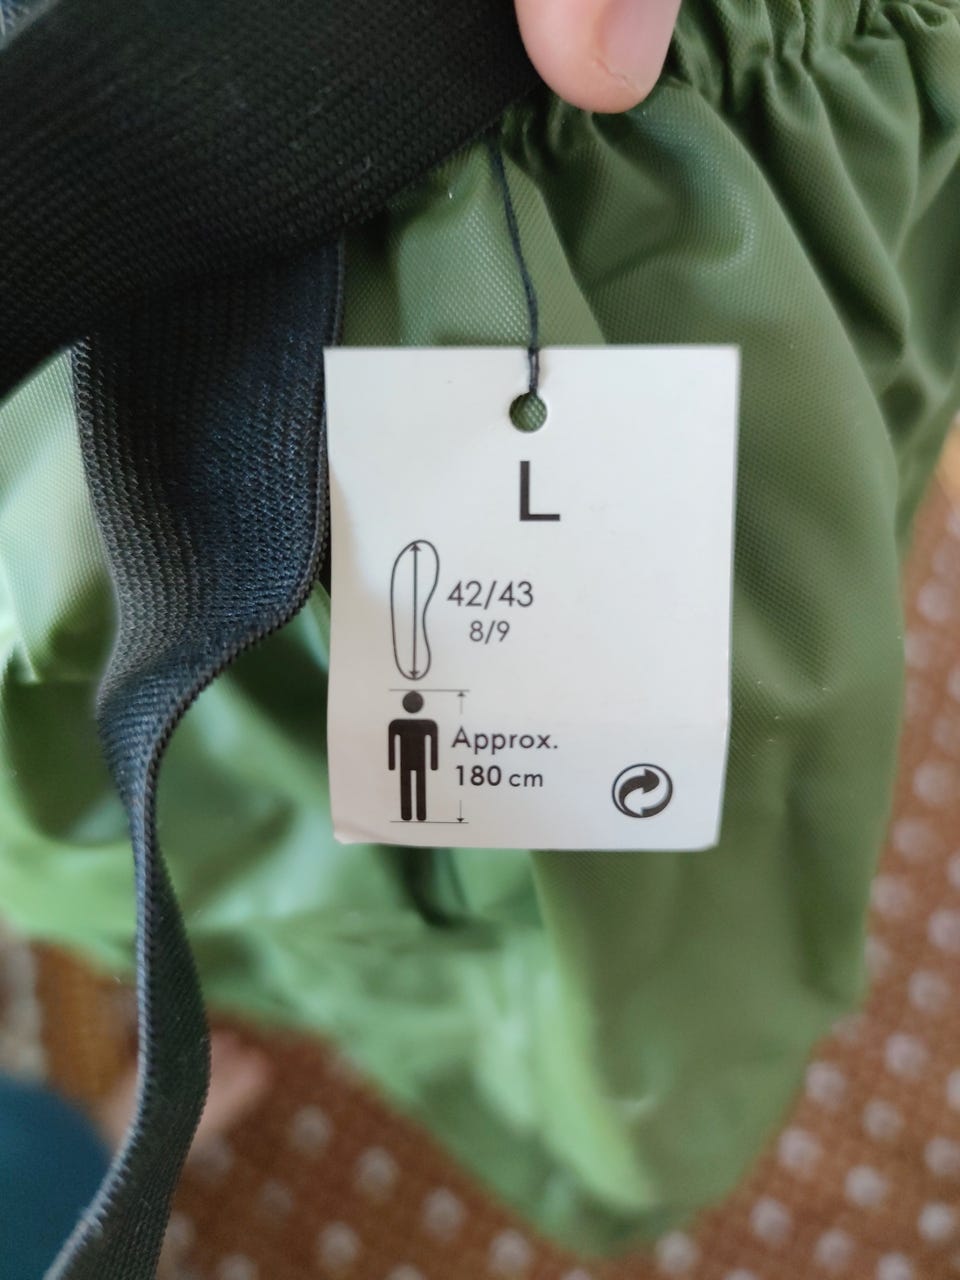 L
42/43
8/9
Approx.
180 cm